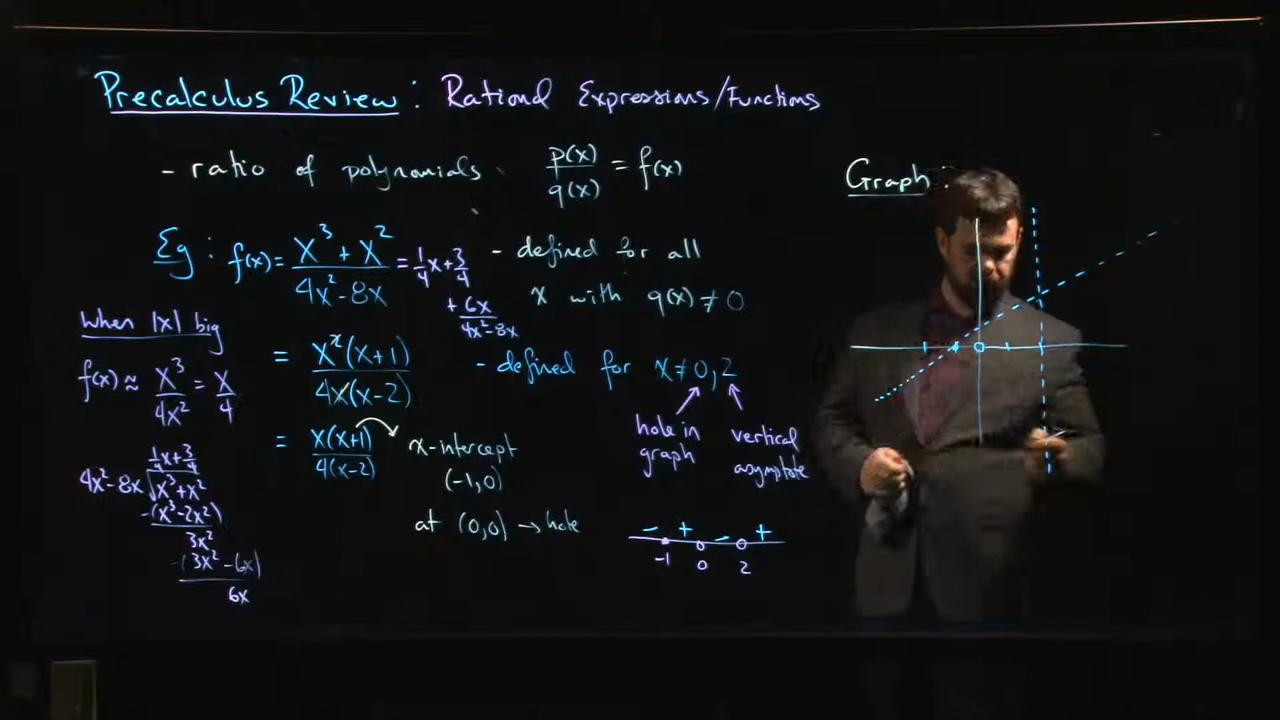 Precalculus Review: Rational Expressions/Functions
- ratio of polynomials p(x)/q(x) = f(x)
Eg: f(x) = (x³ + x²)/(4x² - 8x) = 1/4 x + 3/4 + 6x/(4x² - 8x)
= x²(x+1)/(4x(x-2))
= x(x+1)/(4(x-2))
x-intercept
(-1,0)
at (0,0) → hole
When |x| big
f(x) ≈ x³/(4x²) = x/4
1/4 x + 3/4
4x² - 8x √ x³ + x²
-(x³ - 2x²)
3x²
-(3x² - 6x)
6x
- defined for all
x with q(x) ≠ 0
- defined for x ≠ 0, 2
hole in
graph
vertical
asymptote
- + - +
-1 0 2
Graph: